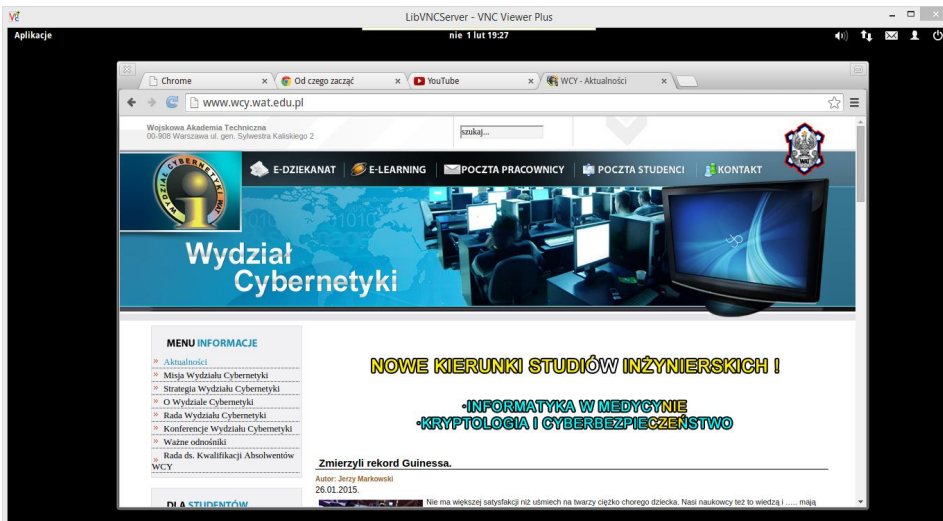 LibVNCServer - VNC Viewer Plus
Aplikacje
nie 1 lut 19:27
Chrome
Od czego zacząć
YouTube
WCY - Aktualności
www.wcy.wat.edu.pl
Wojskowa Akademia Techniczna
00-908 Warszawa ul. gen. Sylwestra Kaliskiego 2
szukaj...
WYDZIAŁ CYBERNETYKI WAT
E-DZIEKANAT
E-LEARNING
POCZTA PRACOWNICY
POCZTA STUDENCI
KONTAKT
WAT
Wydział
Cybernetyki
MENU INFORMACJE
Aktualności
Misja Wydziału Cybernetyki
Strategia Wydziału Cybernetyki
O Wydziale Cybernetyki
Rada Wydziału Cybernetyki
Konferencje Wydziału Cybernetyki
Ważne odnośniki
Rada ds. Kwalifikacji Absolwentów
WCY
DLA STUDENTÓW
NOWE KIERUNKI STUDIÓW INŻYNIERSKICH !
•INFORMATYKA W MEDYCYNIE
•KRYPTOLOGIA I CYBERBEZPIECZEŃSTWO
Zmierzyli rekord Guinessa.
Autor: Jerzy Markowski
26.01.2015.
Nie ma większej satysfakcji niż uśmiech na twarzy ciężko chorego dziecka. Nasi naukowcy też to wiedzą i ..... mają